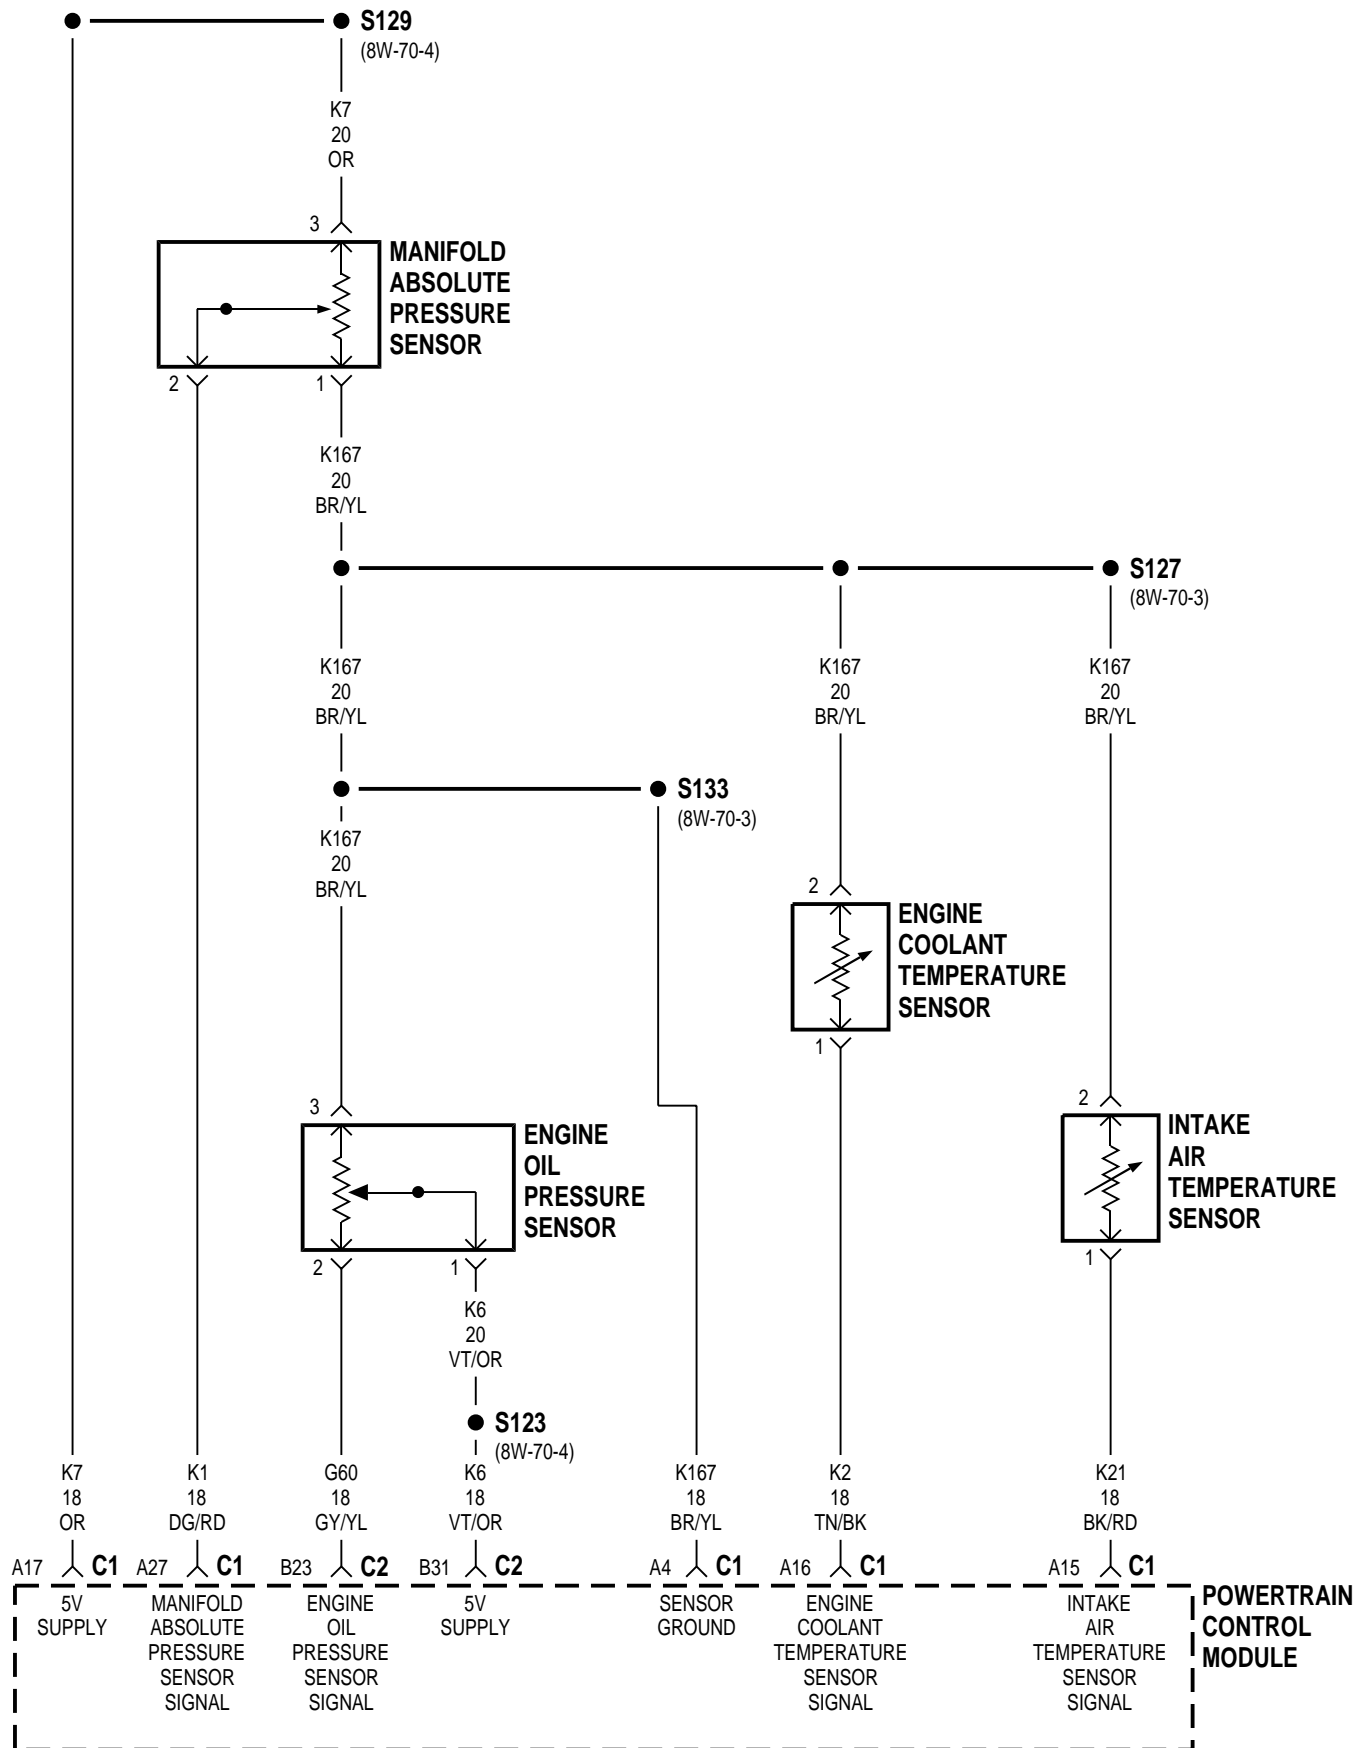 S129
(8W-70-4)
K7
20
OR
3
MANIFOLD
ABSOLUTE
PRESSURE
SENSOR
2
1
K167
20
BR/YL
S127
(8W-70-3)
K167
20
BR/YL
K167
20
BR/YL
K167
20
BR/YL
S133
(8W-70-3)
K167
20
BR/YL
2
ENGINE
COOLANT
TEMPERATURE
SENSOR
1
3
ENGINE
OIL
PRESSURE
SENSOR
2
1
2
INTAKE
AIR
TEMPERATURE
SENSOR
1
K6
20
VT/OR
S123
(8W-70-4)
K7
18
OR
K1
18
DG/RD
G60
18
GY/YL
K6
18
VT/OR
K167
18
BR/YL
K2
18
TN/BK
K21
18
BK/RD
A17 C1
A27 C1
B23 C2
B31 C2
A4 C1
A16 C1
A15 C1
5V
SUPPLY
MANIFOLD
ABSOLUTE
PRESSURE
SENSOR
SIGNAL
ENGINE
OIL
PRESSURE
SENSOR
SIGNAL
5V
SUPPLY
SENSOR
GROUND
ENGINE
COOLANT
TEMPERATURE
SENSOR
SIGNAL
INTAKE
AIR
TEMPERATURE
SENSOR
SIGNAL
POWERTRAIN
CONTROL
MODULE